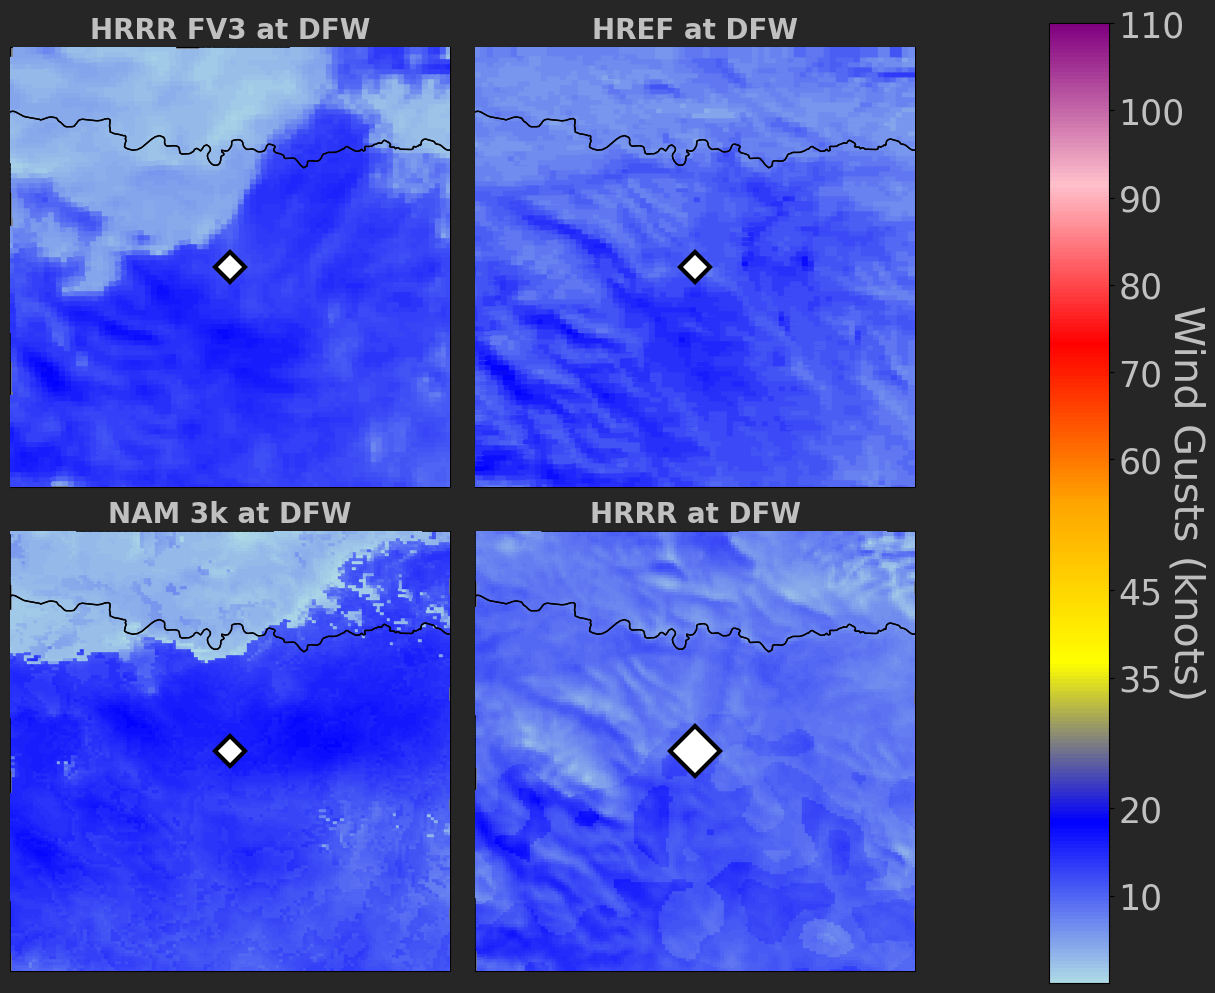 HRRR FV3 at DFW
HREF at DFW
NAM 3k at DFW
HRRR at DFW
110
100
90
80
70
60
45
35
20
10
Wind Gusts (knots)